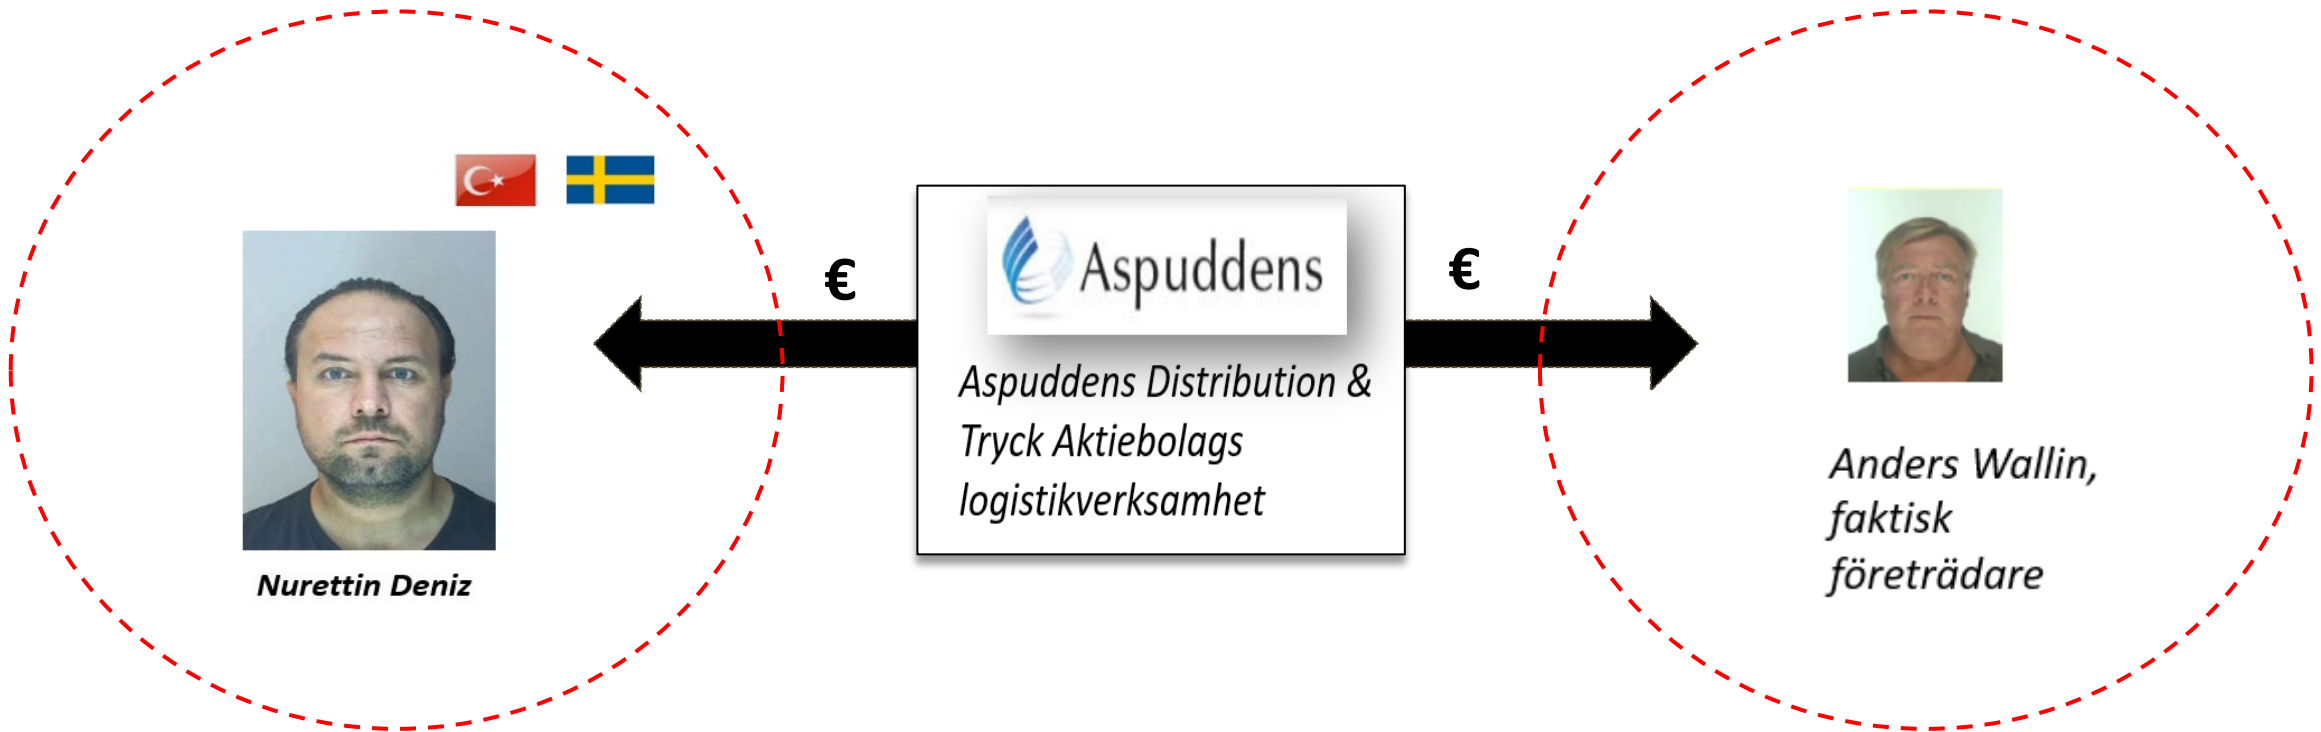 €
€
Aspuddens
Aspuddens Distribution &
Tryck Aktiebolags
logistikverksamhet
Nurettin Deniz
Anders Wallin,
faktisk
företrädare